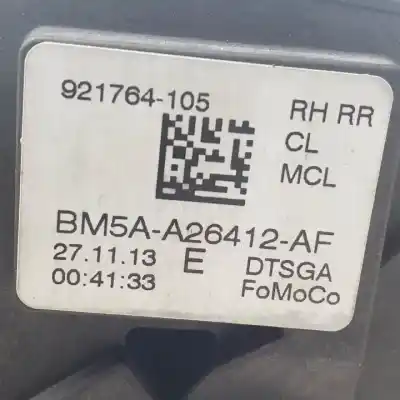 921764-105
RH RR
CL
MCL
BM5A-A26412-AF
27.11.13 E DTSGA
00:41:33 FoMoCo